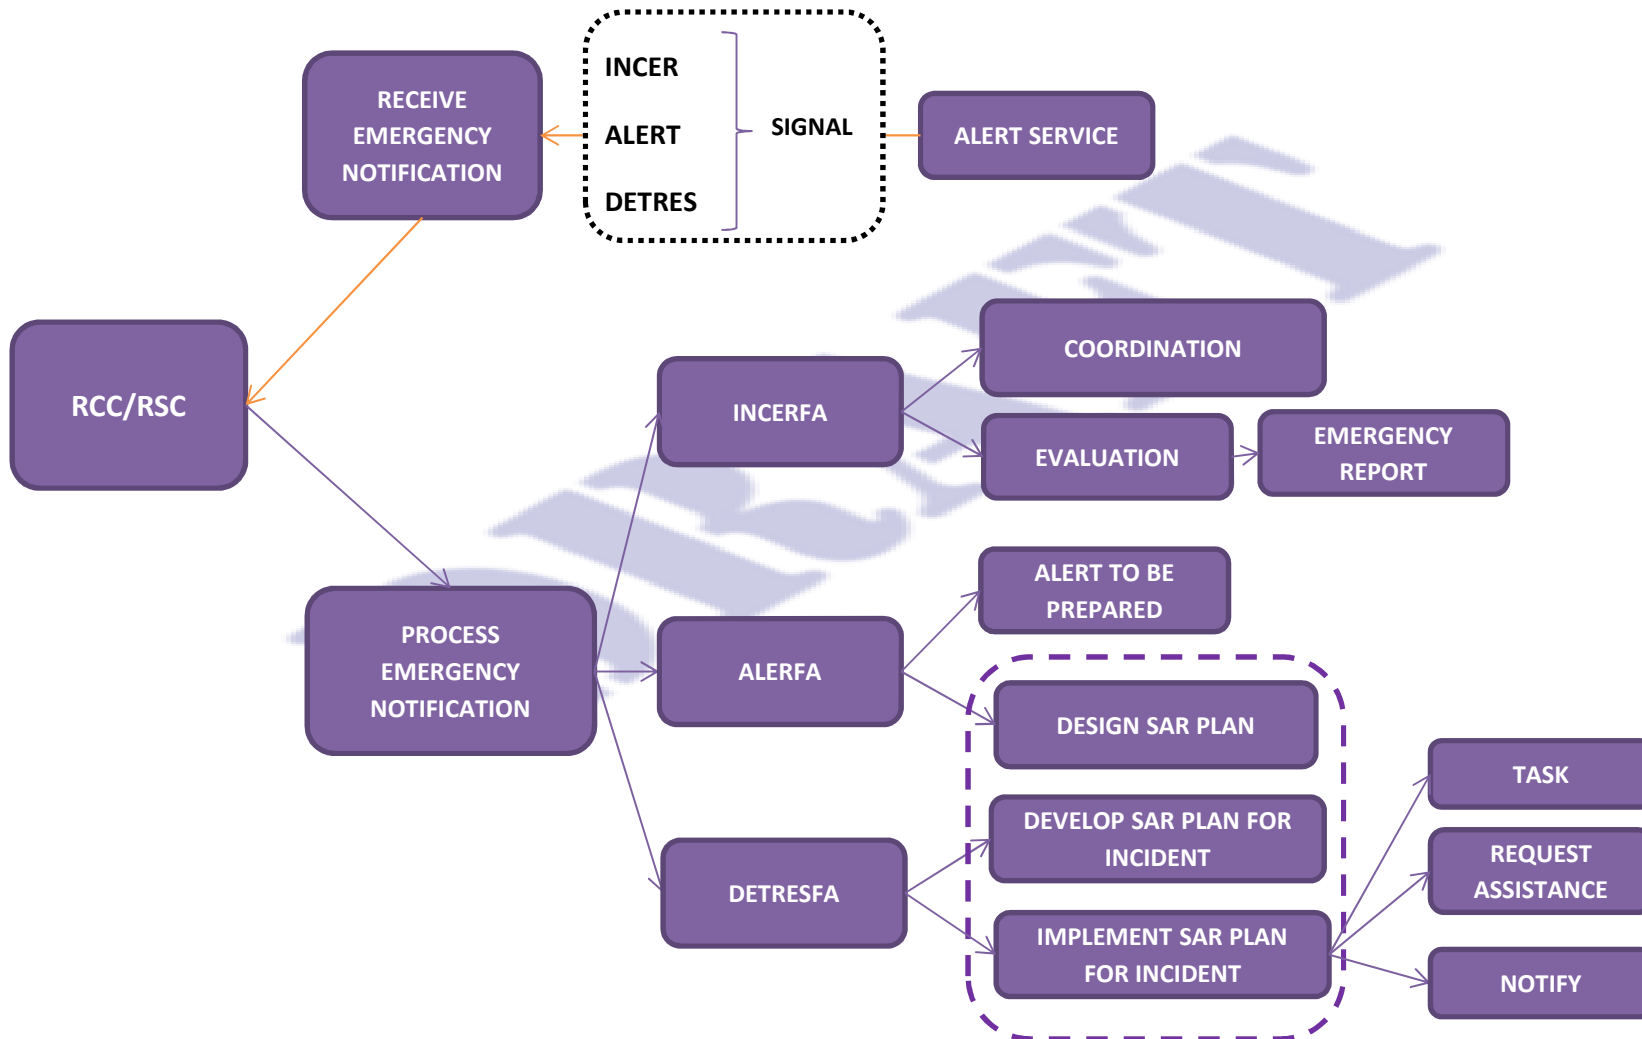 INCER
RECEIVE
EMERGENCY
NOTIFICATION
ALERT
SIGNAL
ALERT SERVICE
DETRES
RCC/RSC
COORDINATION
INCERFA
EVALUATION
EMERGENCY
REPORT
ALERT TO BE
PREPARED
PROCESS
EMERGENCY
NOTIFICATION
ALERFA
DESIGN SAR PLAN
TASK
DEVELOP SAR PLAN FOR
INCIDENT
REQUEST
ASSISTANCE
DETRESFA
IMPLEMENT SAR PLAN
FOR INCIDENT
NOTIFY